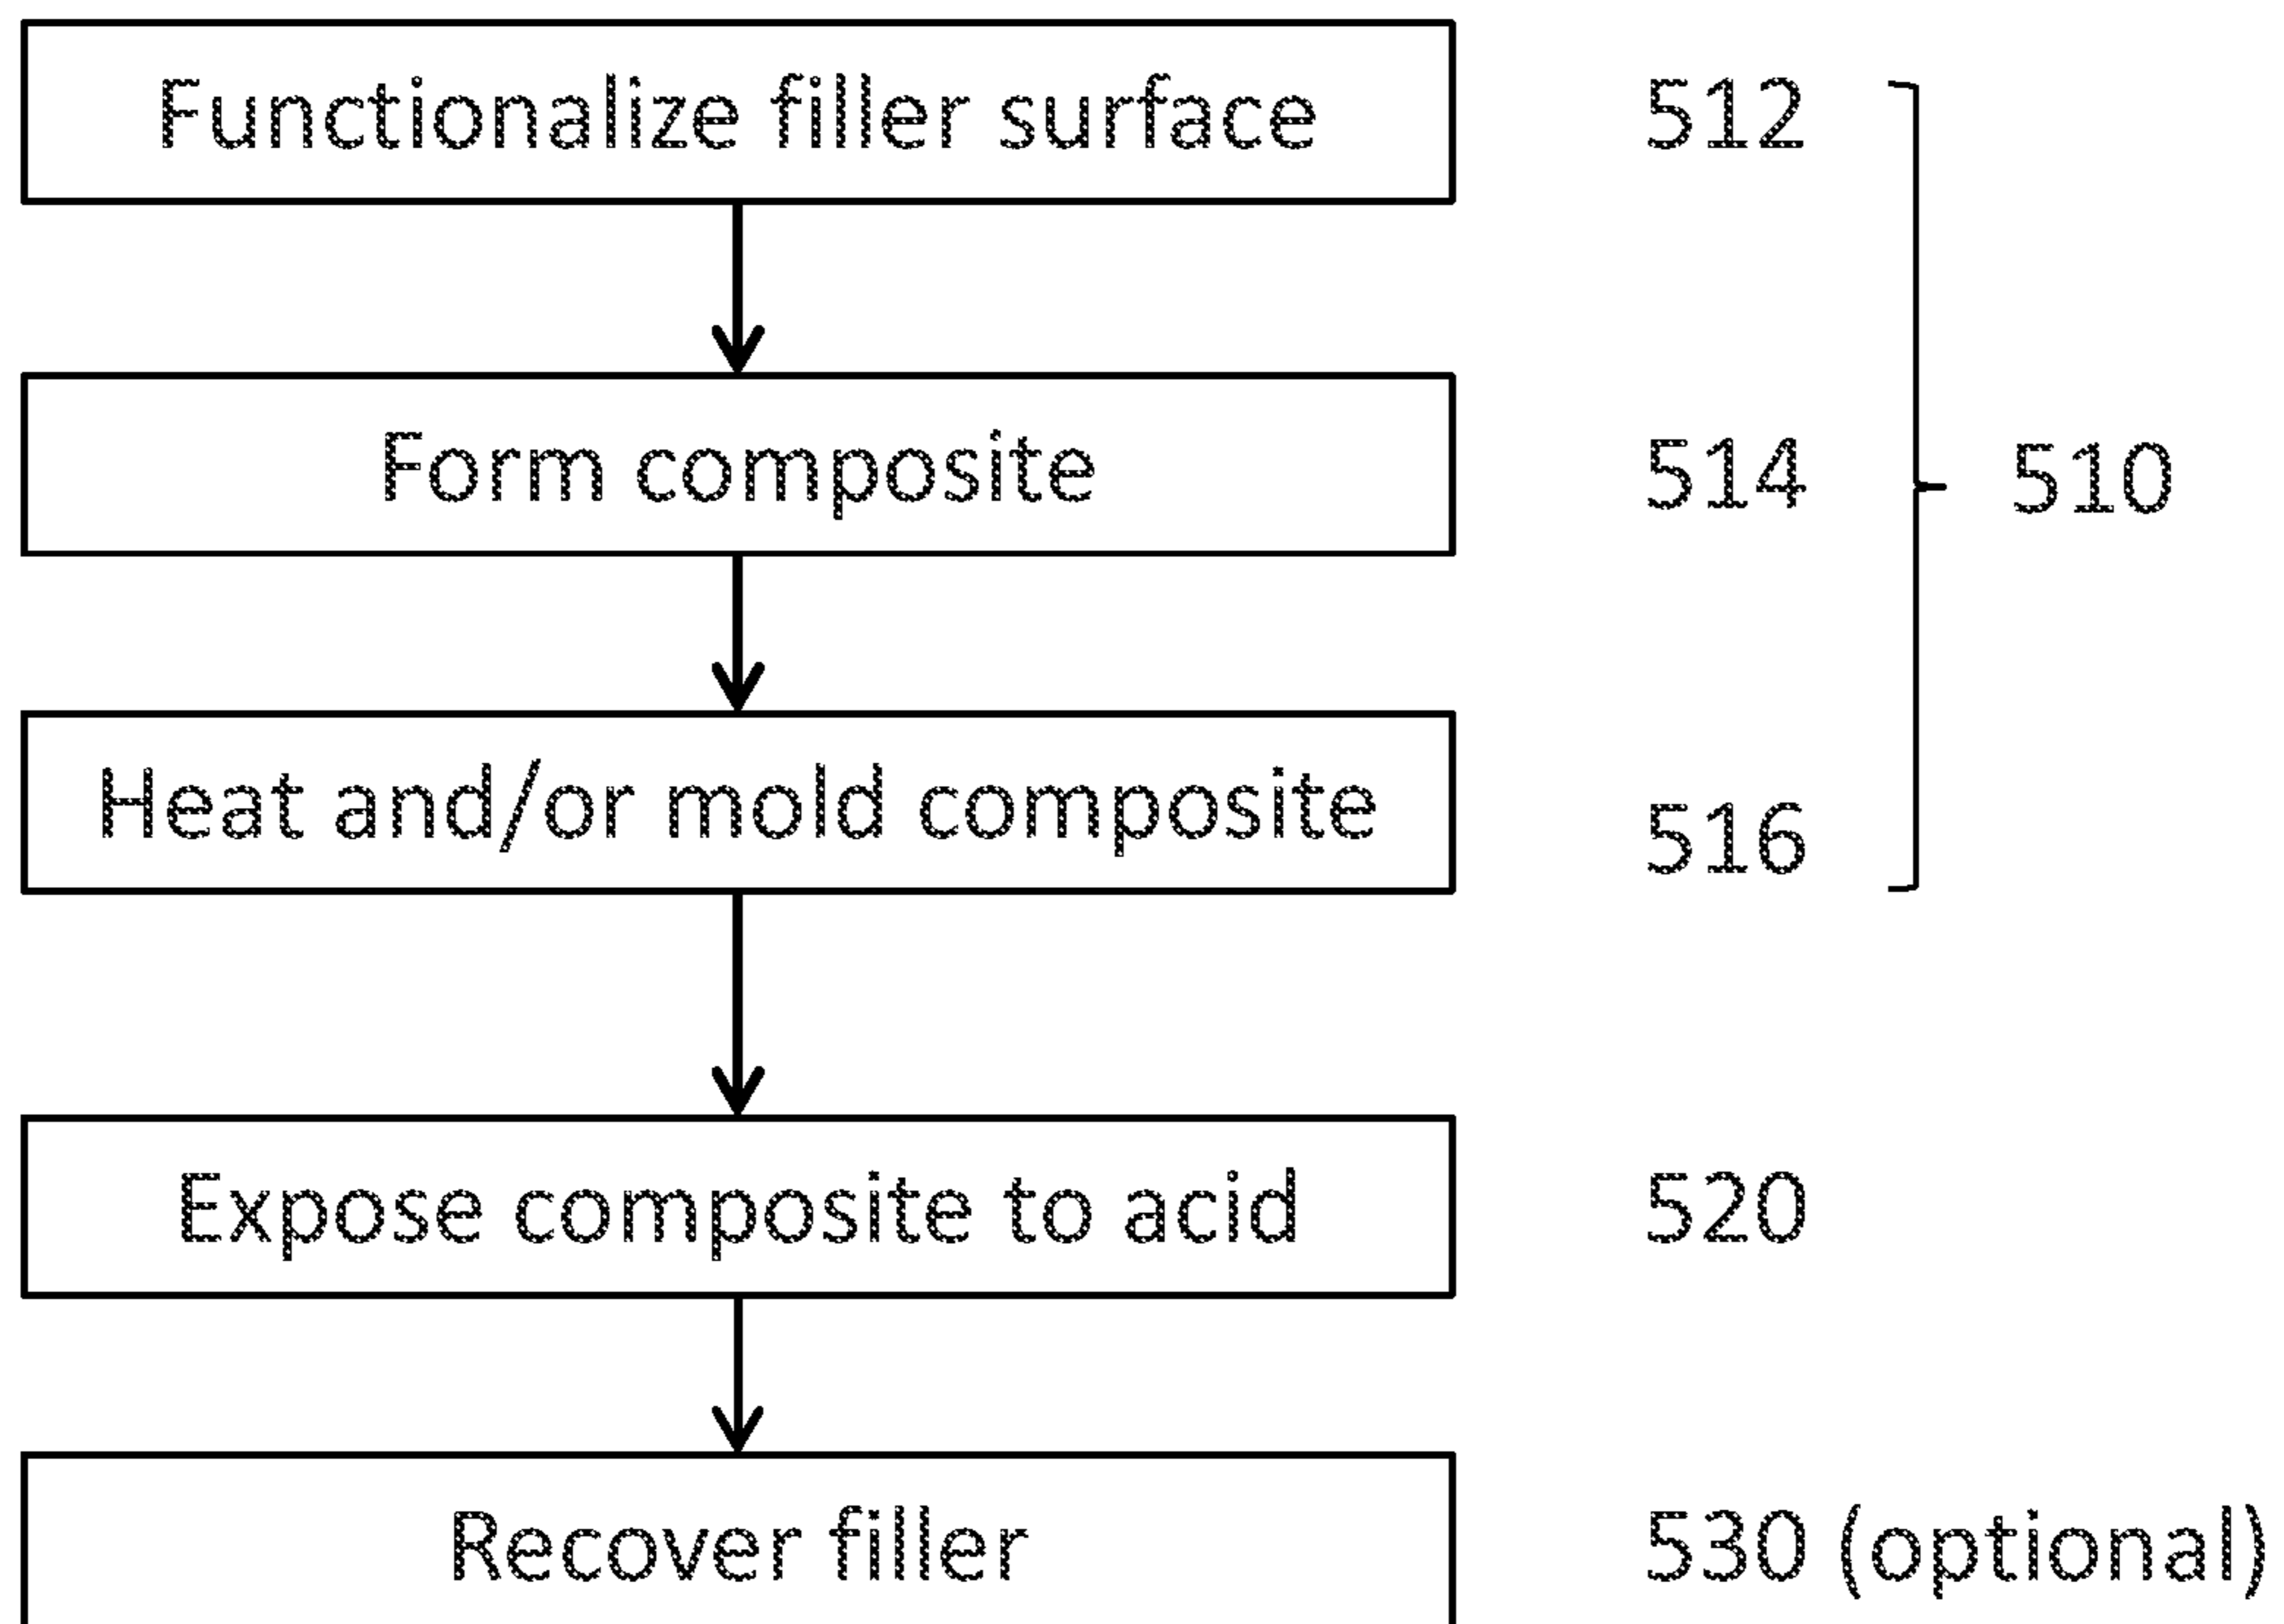 Functionalize filler surface 512
Form composite 514 510
Heat and/or mold composite 516
Expose composite to acid 520
Recover filler 530 (optional)